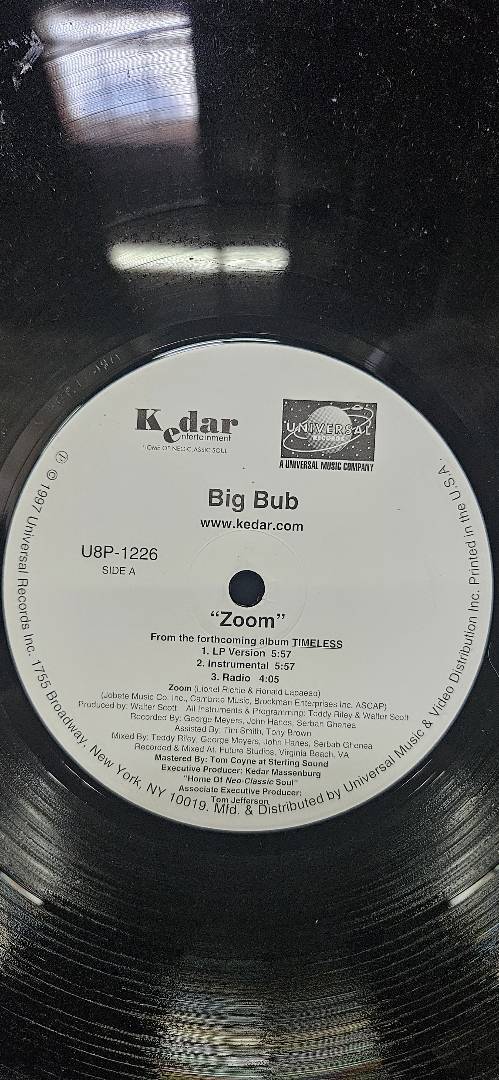 Kedar
entertainment
HOME OF NEO-CLASSIC SOUL
UNIVERSAL
RECORDS
A UNIVERSAL MUSIC COMPANY
Big Bub
www.kedar.com
U8P-1226
SIDE A
“Zoom”
From the forthcoming album TIMELESS
1. LP Version 5:57
2. Instrumental 5:57
3. Radio 4:05
Zoom (Lionel Richie & Ronald Lapaeao)
(Jobete Music Co. Inc., Cambrae Music, Brockman Enterprises Inc. ASCAP)
Produced by: Walter Scott All Instruments & Programming: Teddy Riley & Walter Scott
Recorded By: George Meyers, John Hanes, Serban Ghenea
Assisted By: Tim Smith, Tony Brown
Mixed By: Teddy Riley, George Meyers, John Hanes, Serbah Ghenea
Recorded & Mixed At: Future Studios, Virginia Beach, VA
Mastered By: Tom Coyne at Sterling Sound
Executive Producer: Kedar Massenburg
"Home Of Neo-Classic Soul"
Associate Executive Producer:
Tom Jefferson
Ⓟ © 1997 Universal Records Inc. 1755 Broadway, New York, NY 10019. Mfd. & Distributed by Universal Music & Video Distribution Inc. Printed in the U.S.A.